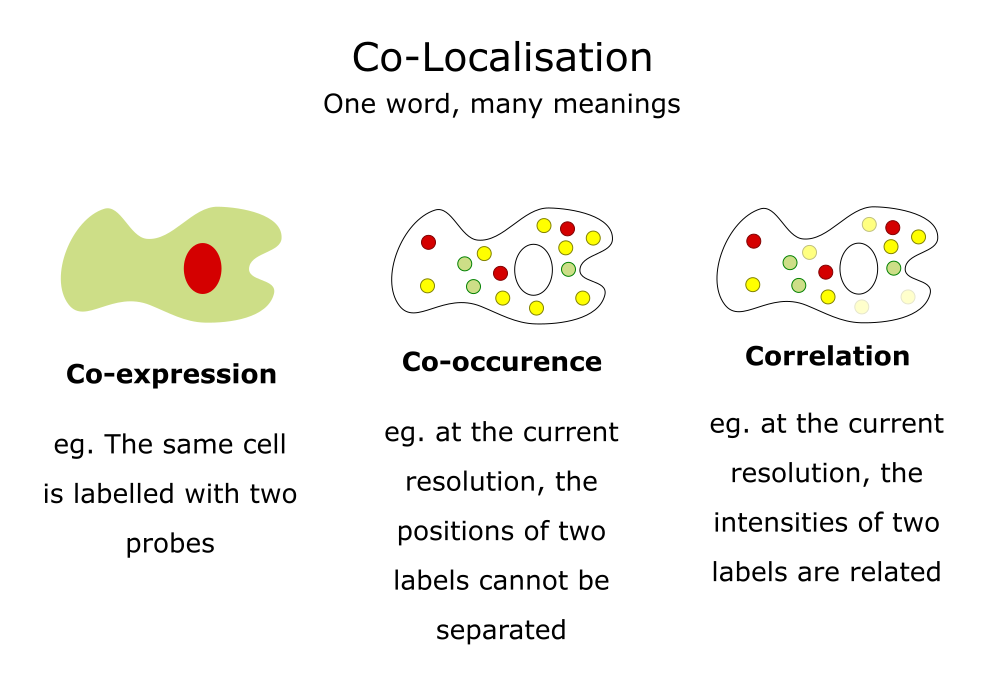 Co-Localisation
One word, many meanings
Co-expression
eg. The same cell
is labelled with two
probes
Co-occurence
eg. at the current
resolution, the
positions of two
labels cannot be
separated
Correlation
eg. at the current
resolution, the
intensities of two
labels are related